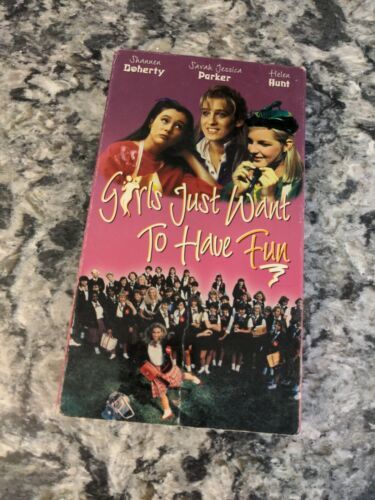 Shannen Sarah Jessica Helen
Doherty Parker Hunt
Girls Just Want
To Have Fun